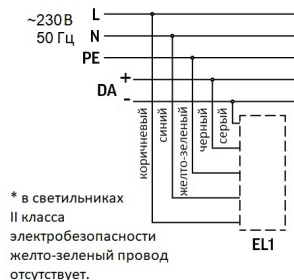 ~230В
50 Гц
L
N
PE
DA
+
-
коричневый
синий
желто-зеленый
черный
серый
EL1
* в светильниках
II класса
электробезопасности
желто-зеленый провод
отсутствует.